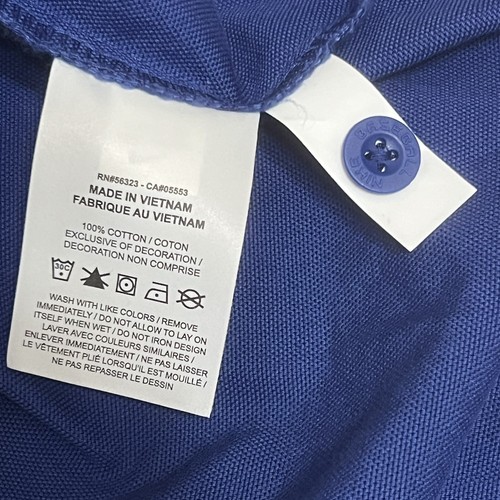 RN#56323 - CA#05553
MADE IN VIETNAM
FABRIQUE AU VIETNAM
100% COTTON / COTON
EXCLUSIVE OF DECORATION /
DECORATION NON COMPRISE
30C
WASH WITH LIKE COLORS / REMOVE
IMMEDIATELY / DO NOT ALLOW TO LAY ON
ITSELF WHEN WET / DO NOT IRON DESIGN
LAVER AVEC COULEURS SIMILAIRES /
ENLEVER IMMEDIATEMENT / NE PAS LAISSER
LE VÊTEMENT PLIÉ LORSQU'IL EST MOUILLÉ /
NE PAS REPASSER LE DESSIN